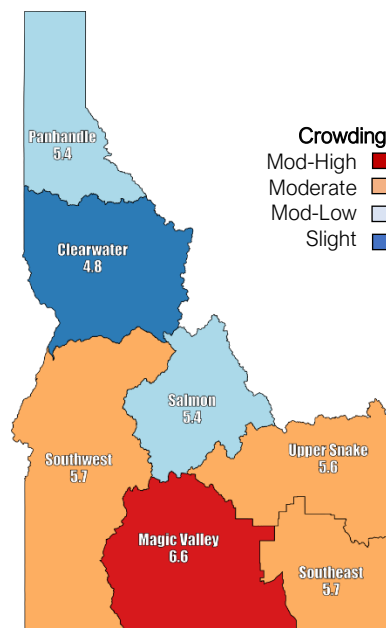 Panhandle
5.4
Crowding
Mod-High
Moderate
Mod-Low
Slight
Clearwater
4.8
Salmon
5.4
Southwest
5.7
Upper Snake
5.6
Magic Valley
6.6
Southeast
5.7